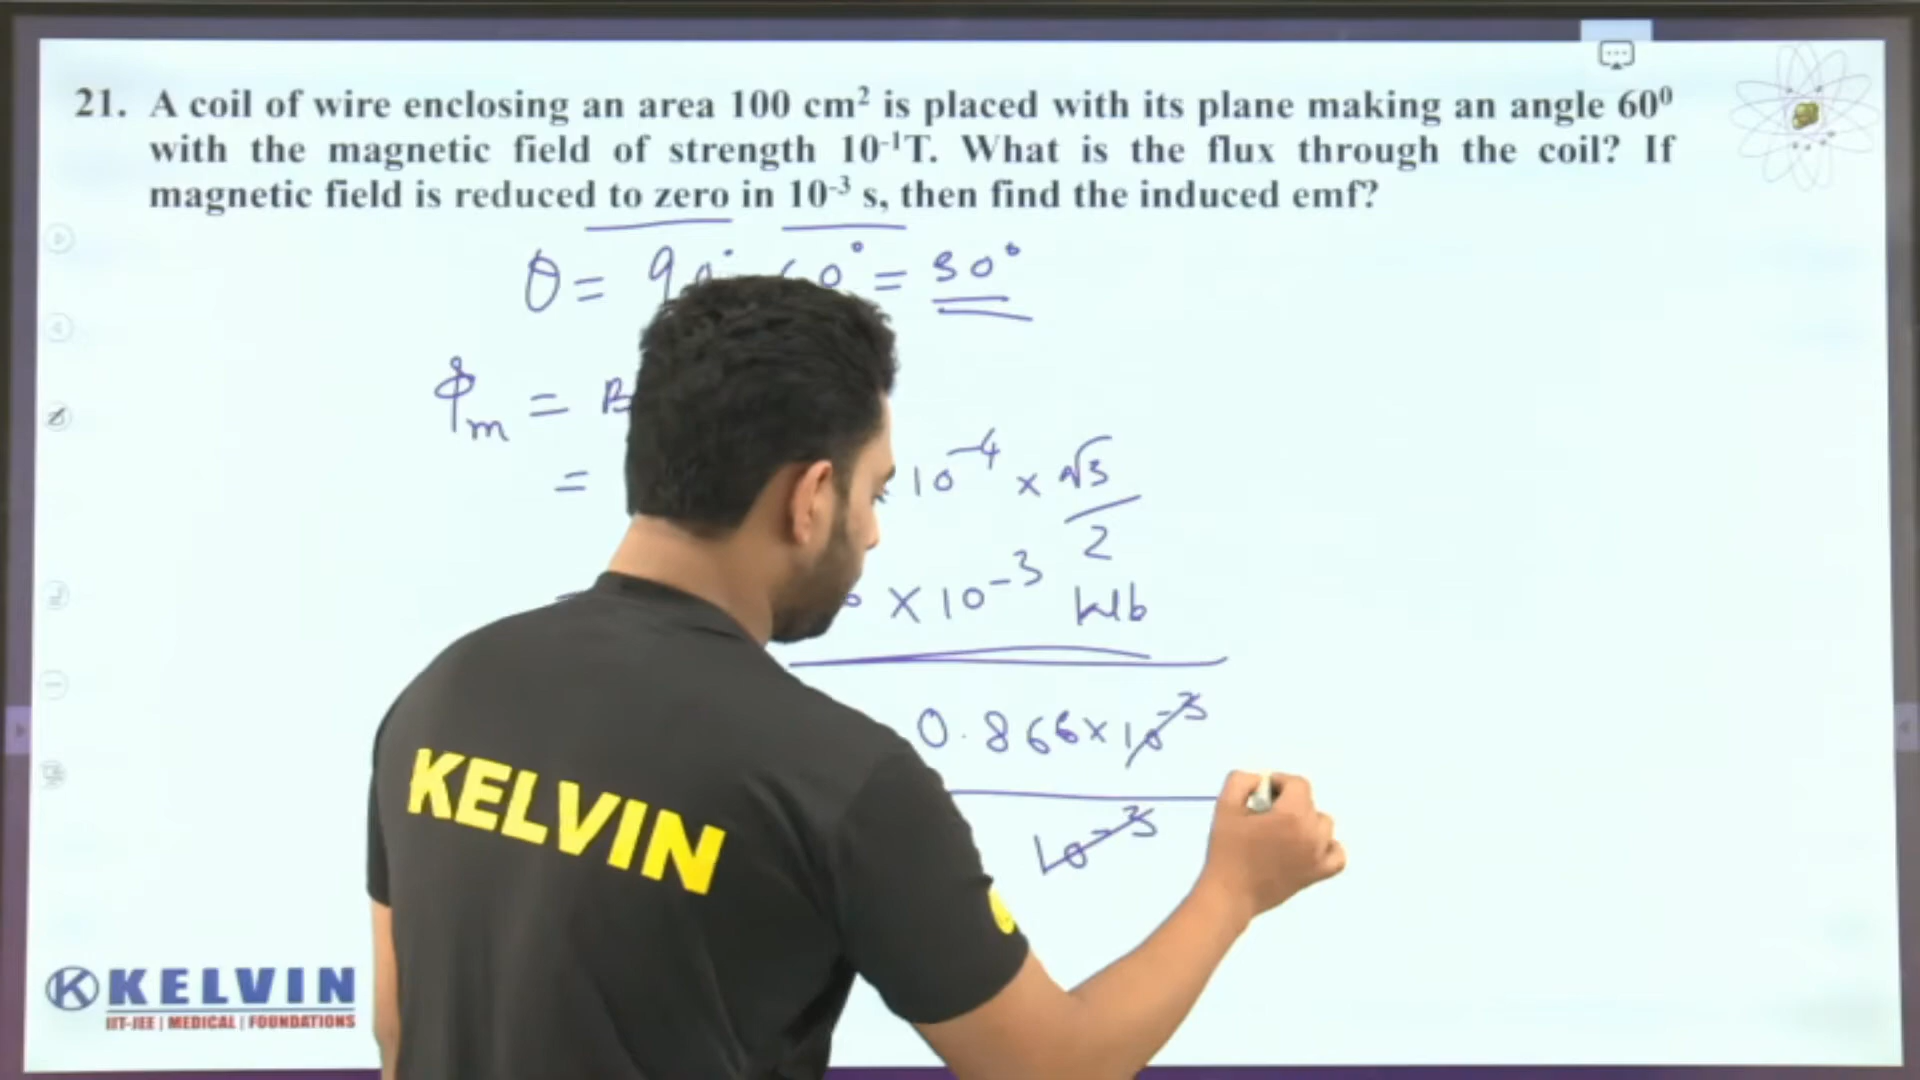 21. A coil of wire enclosing an area 100 cm² is placed with its plane making an angle 60⁰
with the magnetic field of strength 10⁻¹T. What is the flux through the coil? If
magnetic field is reduced to zero in 10⁻³ s, then find the induced emf?
θ = 90° 60° = 30°
ϕm = B
= 10⁻⁴ × √3/2
× 10⁻³ Wb
0.866×10⁻³
10⁻³
KELVIN
KELVIN
IIT-JEE | MEDICAL | FOUNDATIONS